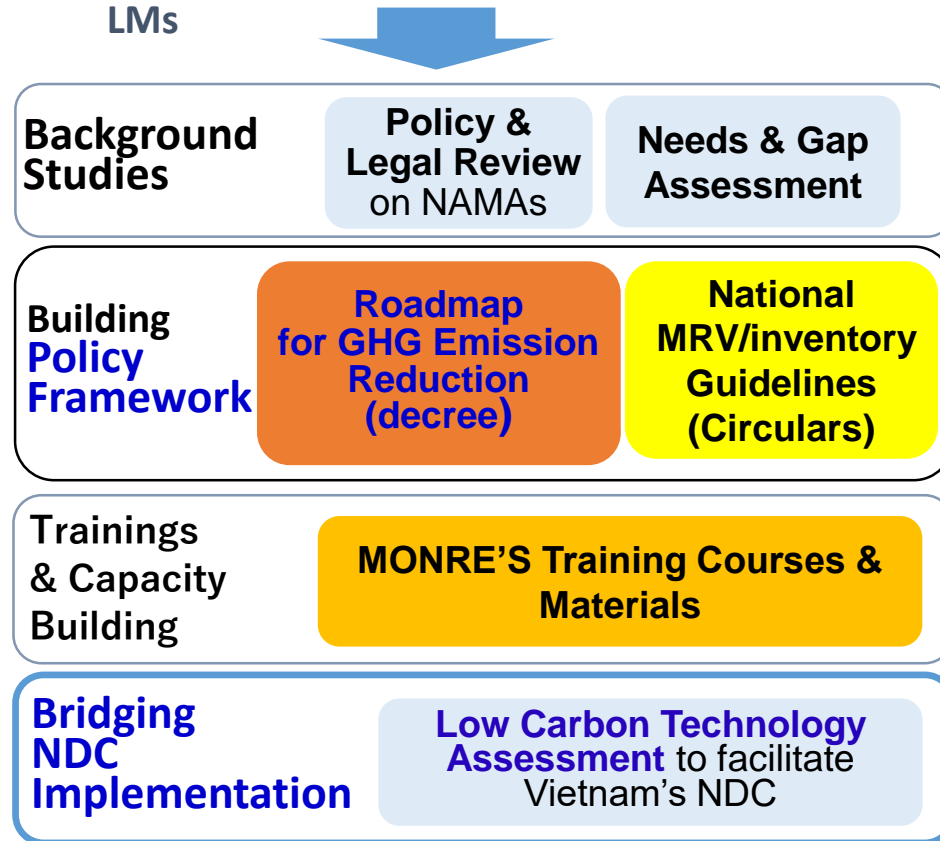 LMs
Background
Studies
Policy &
Legal Review
on NAMAs
Needs & Gap
Assessment
Building
Policy
Framework
Roadmap
for GHG Emission
Reduction
(decree)
National
MRV/inventory
Guidelines
(Circulars)
Trainings
& Capacity
Building
MONRE'S Training Courses &
Materials
Bridging
NDC
Implementation
Low Carbon Technology
Assessment to facilitate
Vietnam's NDC